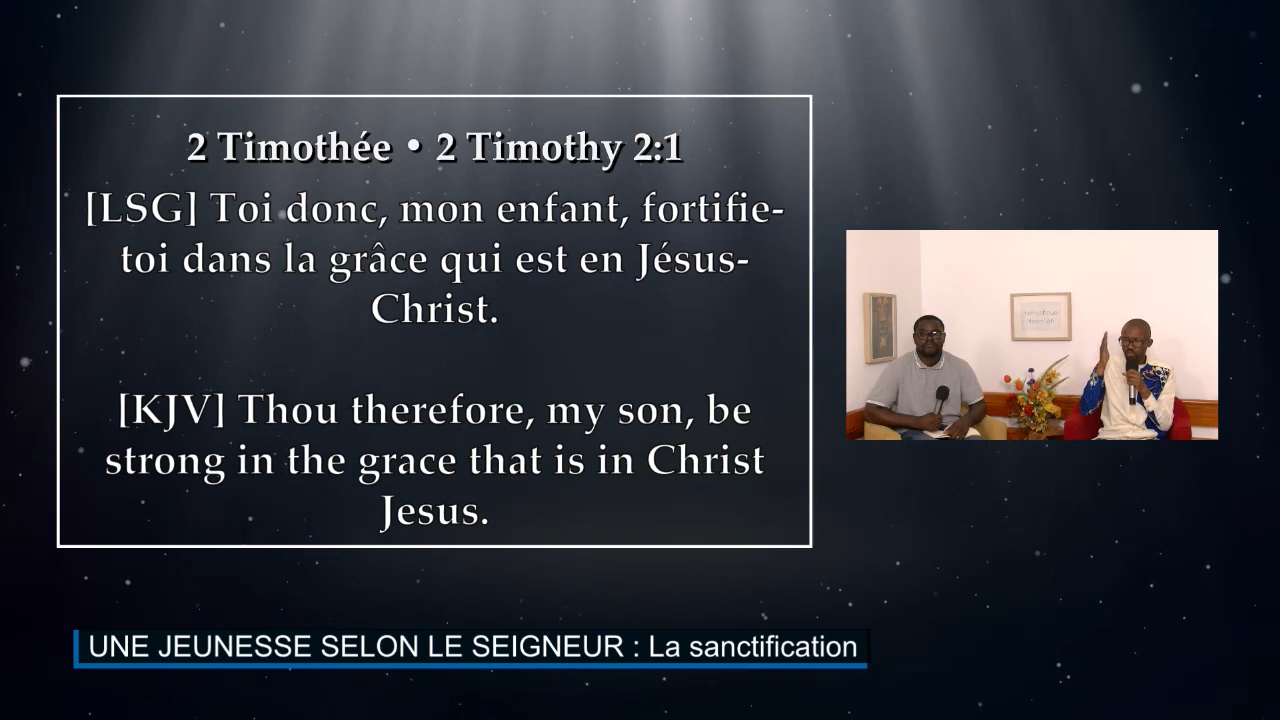 2 Timothée • 2 Timothy 2:1
[LSG] Toi donc, mon enfant, fortifie-
toi dans la grâce qui est en Jésus-
Christ.
[KJV] Thou therefore, my son, be
strong in the grace that is in Christ
Jesus.
UNE JEUNESSE SELON LE SEIGNEUR : La sanctification